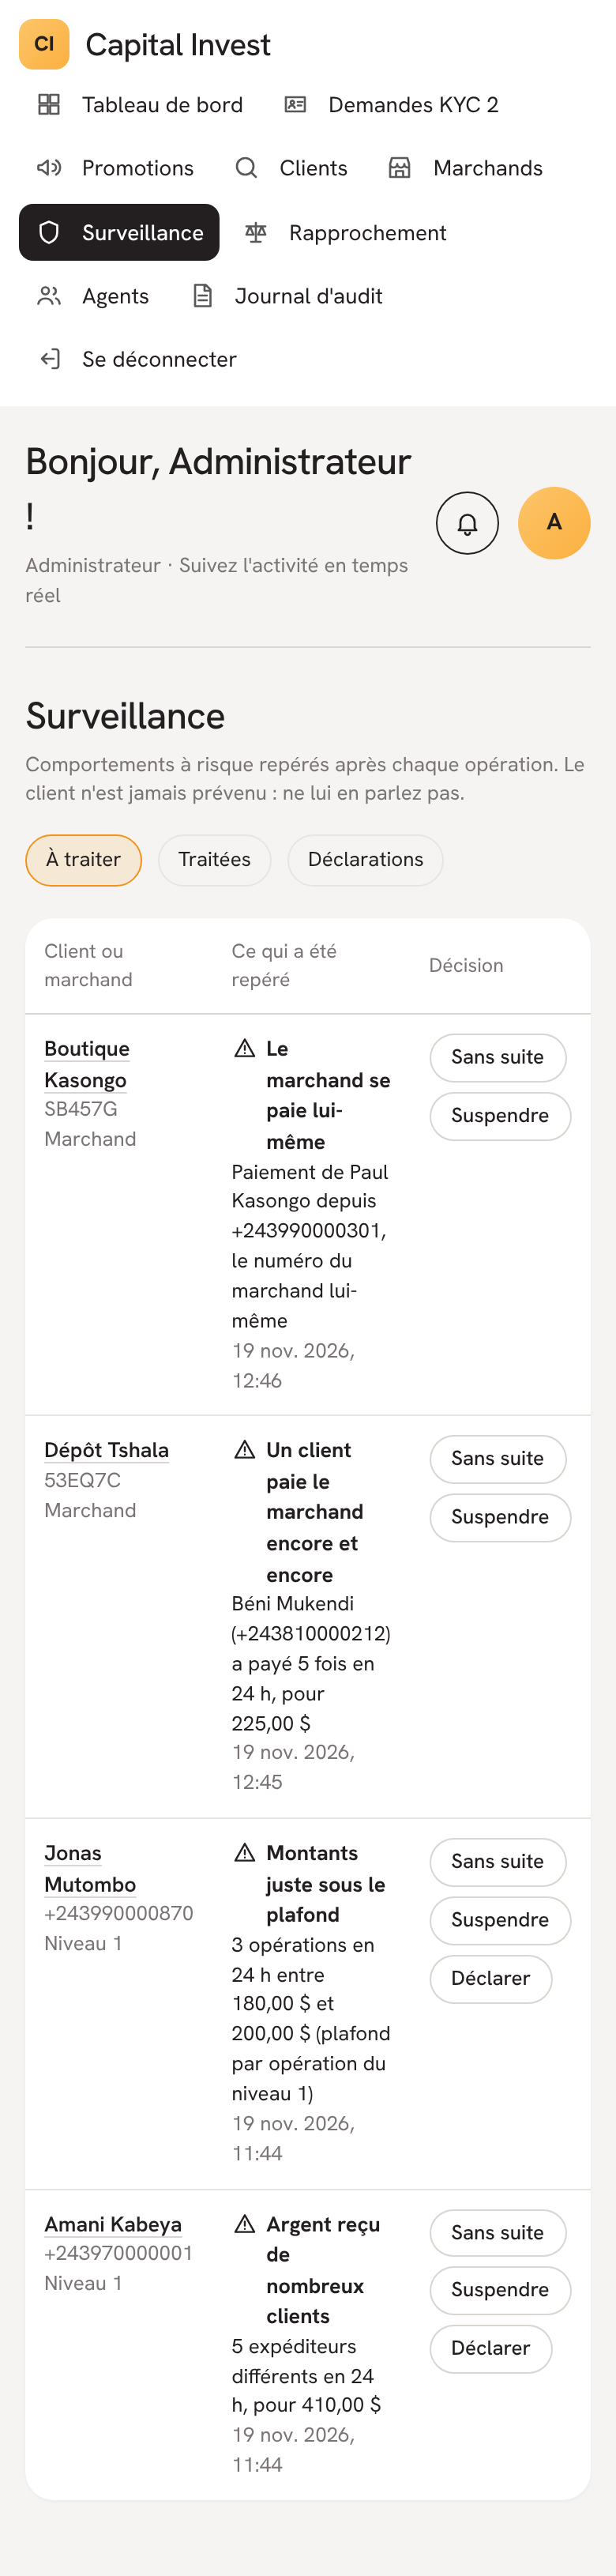 CI Capital Invest
Tableau de bord Demandes KYC 2
Promotions Clients Marchands
Surveillance Rapprochement
Agents Journal d'audit
Se déconnecter
Bonjour, Administrateur
!
A
Administrateur · Suivez l'activité en temps
réel
Surveillance
Comportements à risque repérés après chaque opération. Le
client n'est jamais prévenu : ne lui en parlez pas.
À traiter Traitées Déclarations
Client ou
marchand
Ce qui a été
repéré
Décision
Boutique
Kasongo
SB457G
Marchand
Le
marchand se
paie lui-
même
Paiement de Paul
Kasongo depuis
+243990000301,
le numéro du
marchand lui-
même
19 nov. 2026,
12:46
Sans suite
Suspendre
Dépôt Tshala
53EQ7C
Marchand
Un client
paie le
marchand
encore et
encore
Béni Mukendi
(+243810000212)
a payé 5 fois en
24 h, pour
225,00 $
19 nov. 2026,
12:45
Sans suite
Suspendre
Jonas
Mutombo
+243990000870
Niveau 1
Montants
juste sous le
plafond
3 opérations en
24 h entre
180,00 $ et
200,00 $ (plafond
par opération du
niveau 1)
19 nov. 2026,
11:44
Sans suite
Suspendre
Déclarer
Amani Kabeya
+243970000001
Niveau 1
Argent reçu
de
nombreux
clients
5 expéditeurs
différents en 24
h, pour 410,00 $
19 nov. 2026,
11:44
Sans suite
Suspendre
Déclarer